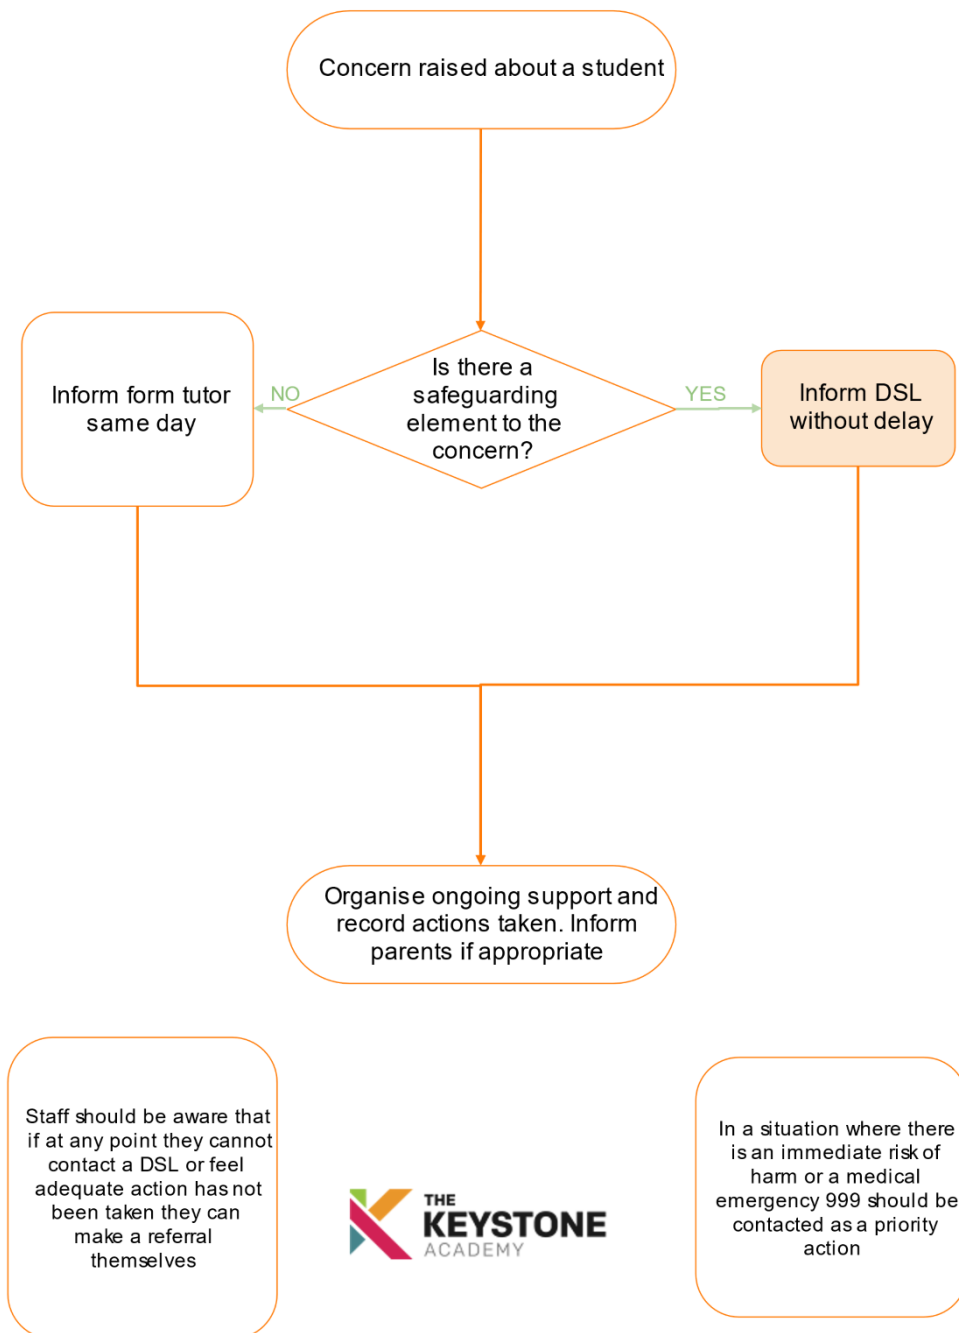 Concern raised about a student
Is there a
safeguarding
element to the
concern?
NO
YES
Inform form tutor
same day
Inform DSL
without delay
Organise ongoing support and
record actions taken. Inform
parents if appropriate
Staff should be aware that
if at any point they cannot
contact a DSL or feel
adequate action has not
been taken they can
make a referral
themselves
THE
KEYSTONE
ACADEMY
In a situation where there
is an immediate risk of
harm or a medical
emergency 999 should be
contacted as a priority
action